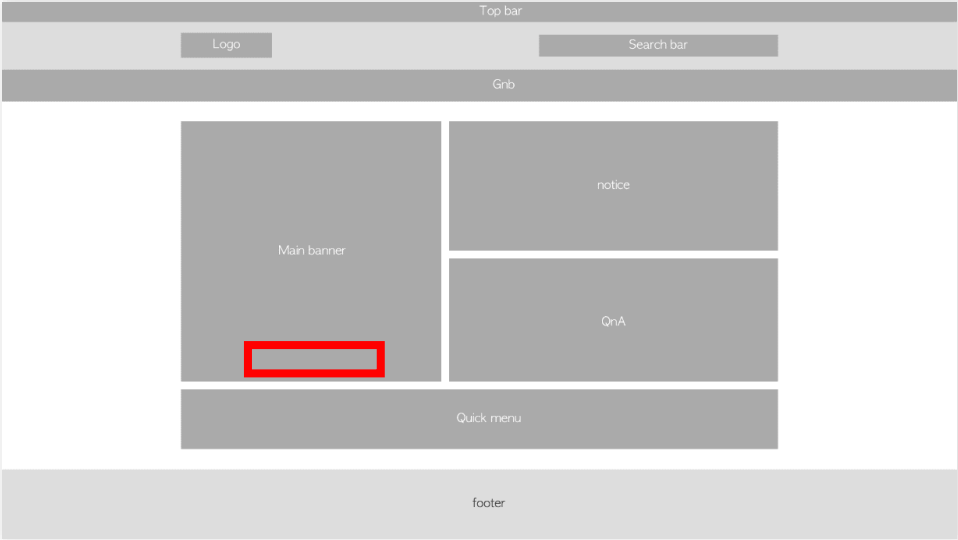 Top bar
Logo
Search bar
Gnb
Main banner
notice
QnA
Quick menu
footer